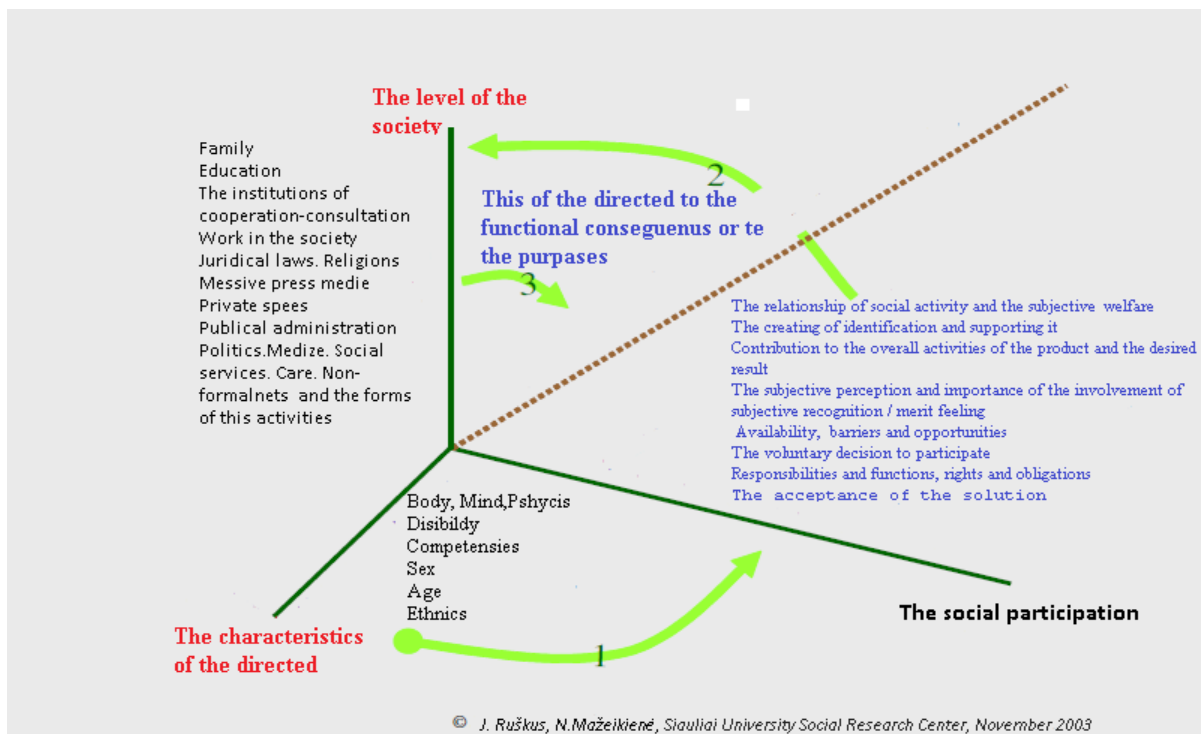 The level of the
society
Family
Education
The institutions of
cooperation-consultation
Work in the society
Juridical laws. Religions
Messive press medie
Private spees
Publical administration
Politics.Medize. Social
services. Care. Non-
formalnets and the forms
of this activities
2
This of the directed to the
functional conseguenus or te
the purpases
3
The relationship of social activity and the subjective welfare
The creating of identification and supporting it
Contribution to the overall activities of the product and the desired
result
The subjective perception and importance of the involvement of
subjective recognition / merit feeling
Availability, barriers and opportunities
The voluntary decision to participate
Responsibilities and functions, rights and obligations
The acceptance of the solution
Body, Mind,Pshycis
Disibildy
Competensies
Sex
Age
Ethnics
The social participation
The characteristics
of the directed
1
© J. Ruškus, N.Mažeikienė, Siauliai University Social Research Center, November 2003